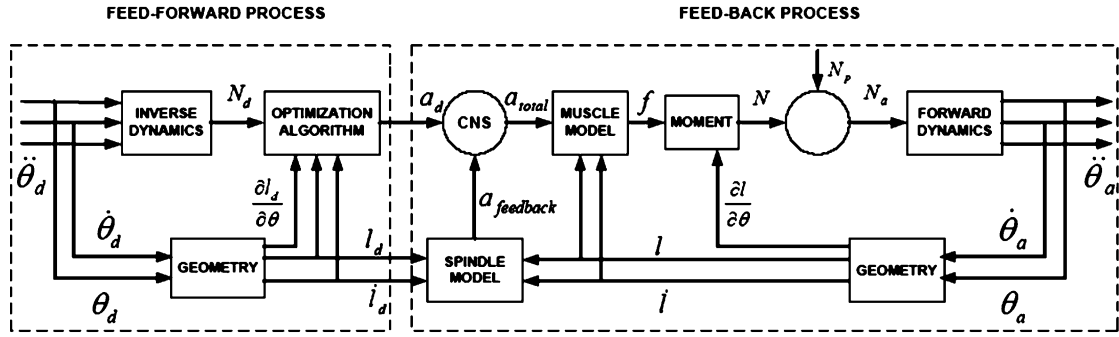 FEED-FORWARD PROCESS
FEED-BACK PROCESS
INVERSE DYNAMICS
N_d
OPTIMIZATION ALGORITHM
a_d
CNS
a_total
MUSCLE MODEL
f
MOMENT
N
N_p
N_a
FORWARD DYNAMICS
θ̈_d
θ̈_a
∂l_d/∂θ
a_feedback
∂l/∂θ
θ̇_d
θ̇_a
GEOMETRY
l_d
SPINDLE MODEL
l
GEOMETRY
θ_d
l̇_d
l̇
θ_a